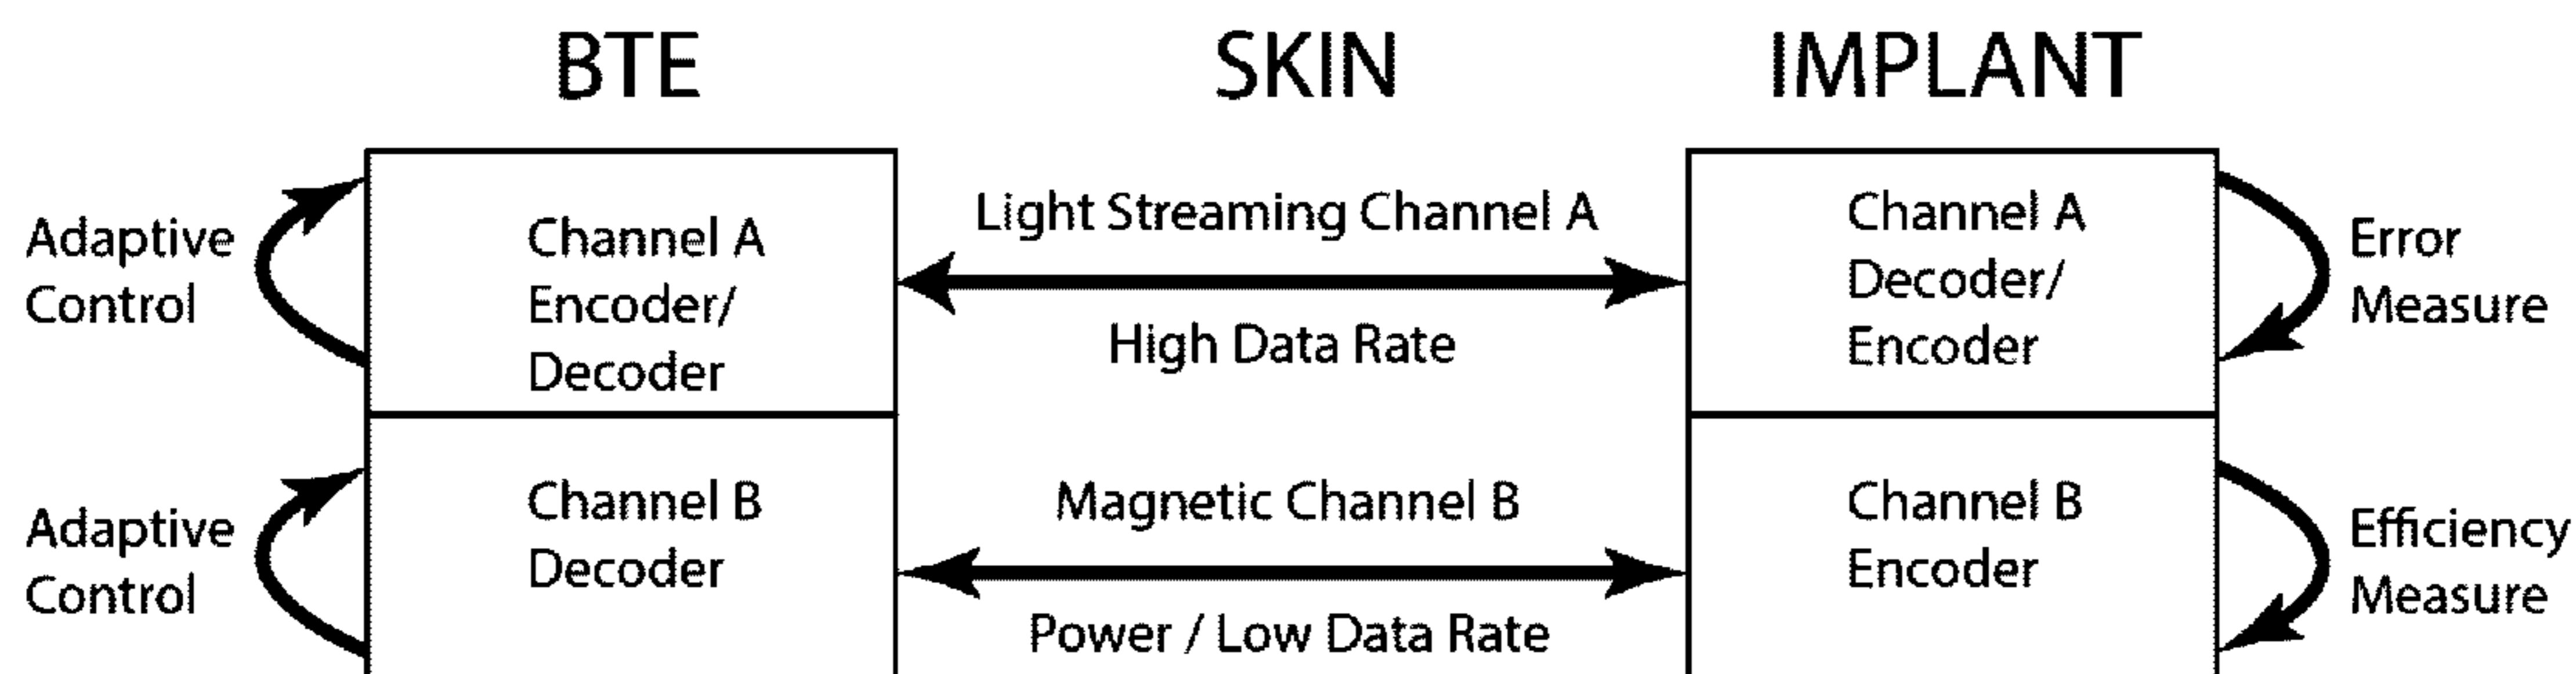 BTE
SKIN
IMPLANT
Adaptive
Control
Channel A
Encoder/
Decoder
Light Streaming Channel A
High Data Rate
Channel A
Decoder/
Encoder
Error
Measure
Adaptive
Control
Channel B
Decoder
Magnetic Channel B
Power / Low Data Rate
Channel B
Encoder
Efficiency
Measure